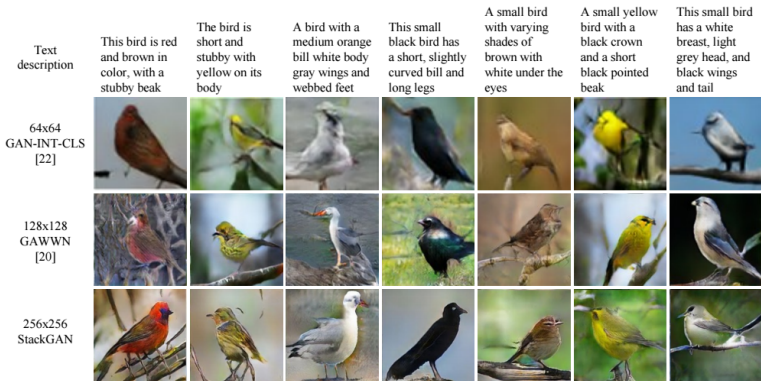 Text
description
This bird is red
and brown in
color, with a
stubby beak
The bird is
short and
stubby with
yellow on its
body
A bird with a
medium orange
bill white body
gray wings and
webbed feet
This small
black bird has
a short, slightly
curved bill and
long legs
A small bird
with varying
shades of
brown with
white under the
eyes
A small yellow
bird with a
black crown
and a short
black pointed
beak
This small bird
has a white
breast, light
grey head, and
black wings
and tail
64x64
GAN-INT-CLS
[22]
128x128
GAWWN
[20]
256x256
StackGAN